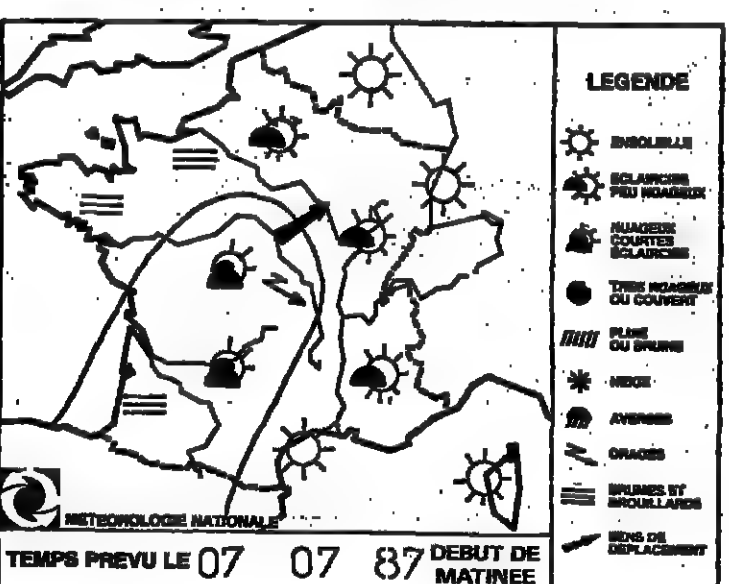 LEGENDE
ENSOLEILLE
ECLAIRCIES
PEU NUAGEUX
NUAGEUX
COURTES
ECLAIRCIES
TRES NUAGEUX
OU COUVERT
PLUIE
OU BRUINE
NEIGE
AVERSES
ORAGES
BRUMES ET
BROUILLARDS
SENS DE
DEPLACEMENT
METEOROLOGIE NATIONALE
TEMPS PREVU LE 07 07 87 DEBUT DE
MATINEE